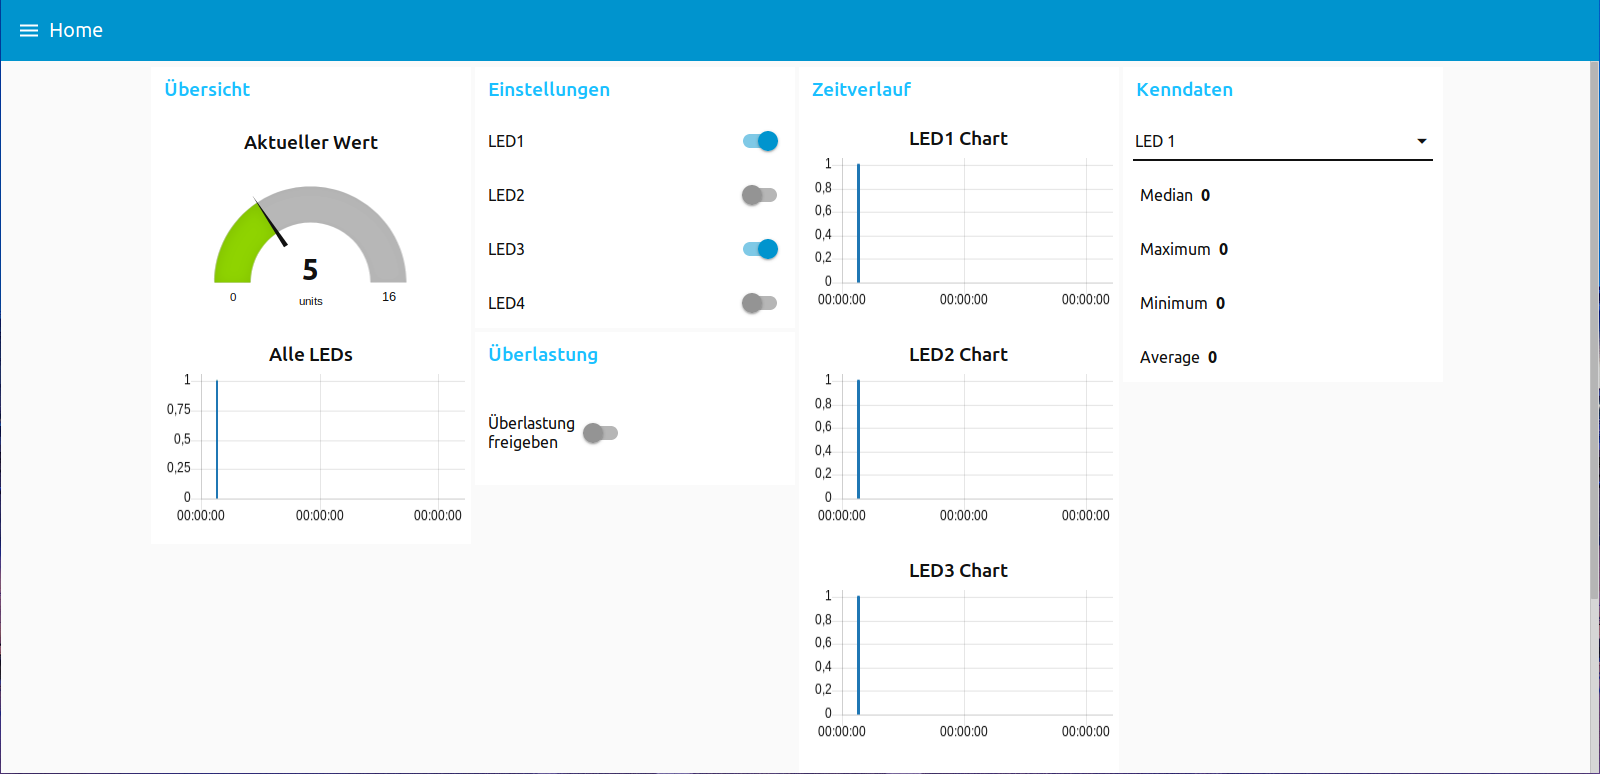 Home
Übersicht
Aktueller Wert
5
units
0
16
Alle LEDs
1
0,75
0,5
0,25
0
00:00:00
00:00:00
00:00:00
Einstellungen
LED1
LED2
LED3
LED4
Überlastung
Überlastung
freigeben
Zeitverlauf
LED1 Chart
1
0,8
0,6
0,4
0,2
0
00:00:00
00:00:00
00:00:00
LED2 Chart
1
0,8
0,6
0,4
0,2
0
00:00:00
00:00:00
00:00:00
LED3 Chart
1
0,8
0,6
0,4
0,2
0
00:00:00
00:00:00
00:00:00
Kenndaten
LED 1
Median 0
Maximum 0
Minimum 0
Average 0